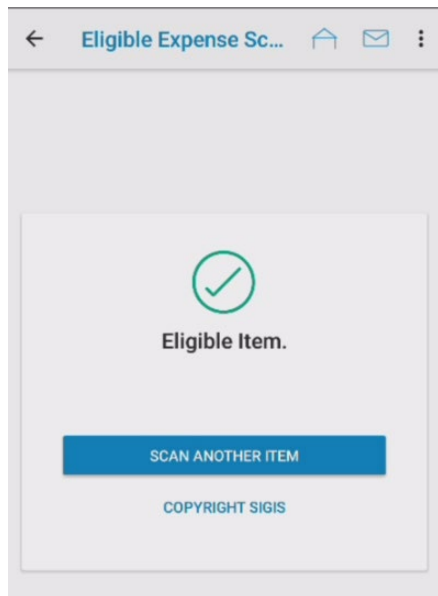 Eligible Expense Sc...
Eligible Item.
SCAN ANOTHER ITEM
COPYRIGHT SIGIS